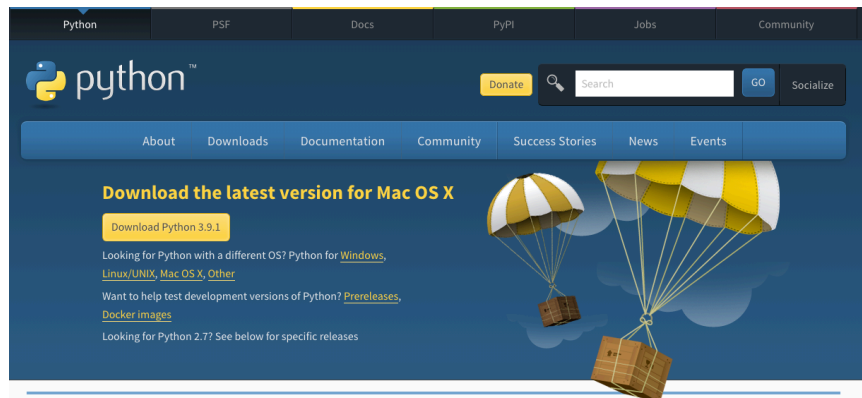 Python PSF Docs PyPI Jobs Community
python™ Donate Search GO Socialize
About Downloads Documentation Community Success Stories News Events
Download the latest version for Mac OS X
Download Python 3.9.1
Looking for Python with a different OS? Python for Windows,
Linux/UNIX, Mac OS X, Other
Want to help test development versions of Python? Prereleases,
Docker images
Looking for Python 2.7? See below for specific releases